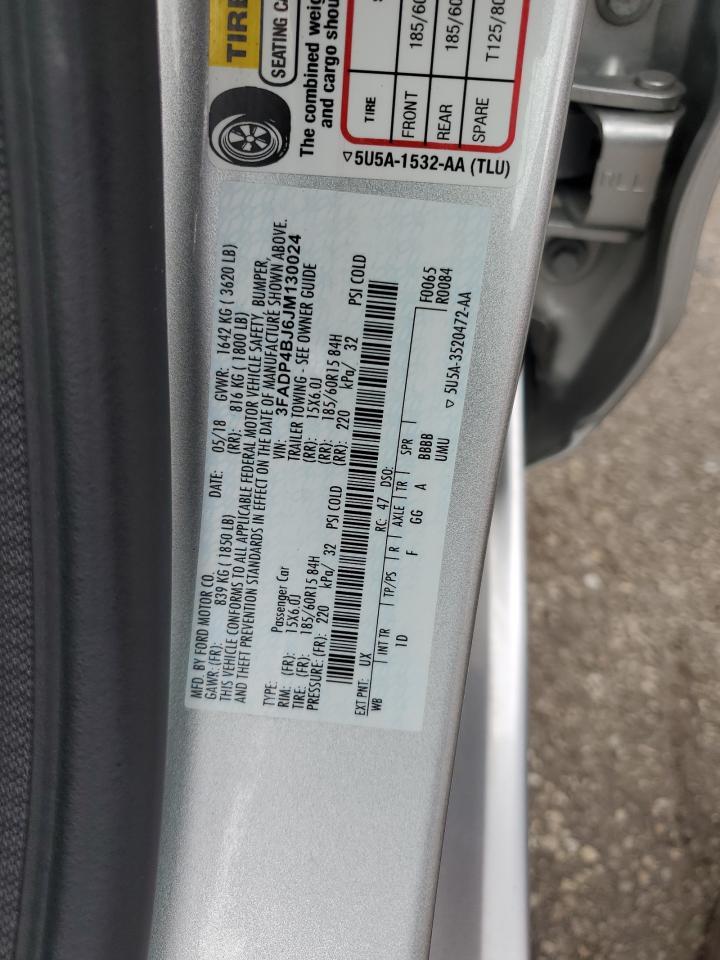 TIRE
SEATING CA
The combined weig
and cargo shou
TIRE
FRONT 185/60
REAR 185/60
SPARE T125/80
▽5U5A-1532-AA (TLU)
MFD. BY FORD MOTOR CO.
DATE: 05/18 GVWR: 1642 KG ( 3620 LB)
GAWR: (FR): 839 KG ( 1850 LB) (RR): 816 KG ( 1800 LB)
THIS VEHICLE CONFORMS TO ALL APPLICABLE FEDERAL MOTOR VEHICLE SAFETY, BUMPER,
AND THEFT PREVENTION STANDARDS IN EFFECT ON THE DATE OF MANUFACTURE SHOWN ABOVE.
VIN: 3FADP4BJ6JM130024
TYPE: Passenger Car TRAILER TOWING - SEE OWNER GUIDE
RIM: (FR): 15X6.0J (RR): 15X6.0J
TIRE: (FR): 185/60R15 84H (RR): 185/60R15 84H
PRESSURE: (FR): 220 kPa/ 32 PSI COLD (RR): 220 kPa/ 32 PSI COLD
EXT PNT: UX RC: 47 DSO: F0065
WB INT TR TP/PS R AXLE TR SPR R0084
1D F GG A BBBB
UMU
▽ 5U5A-3520472-AA
RLL